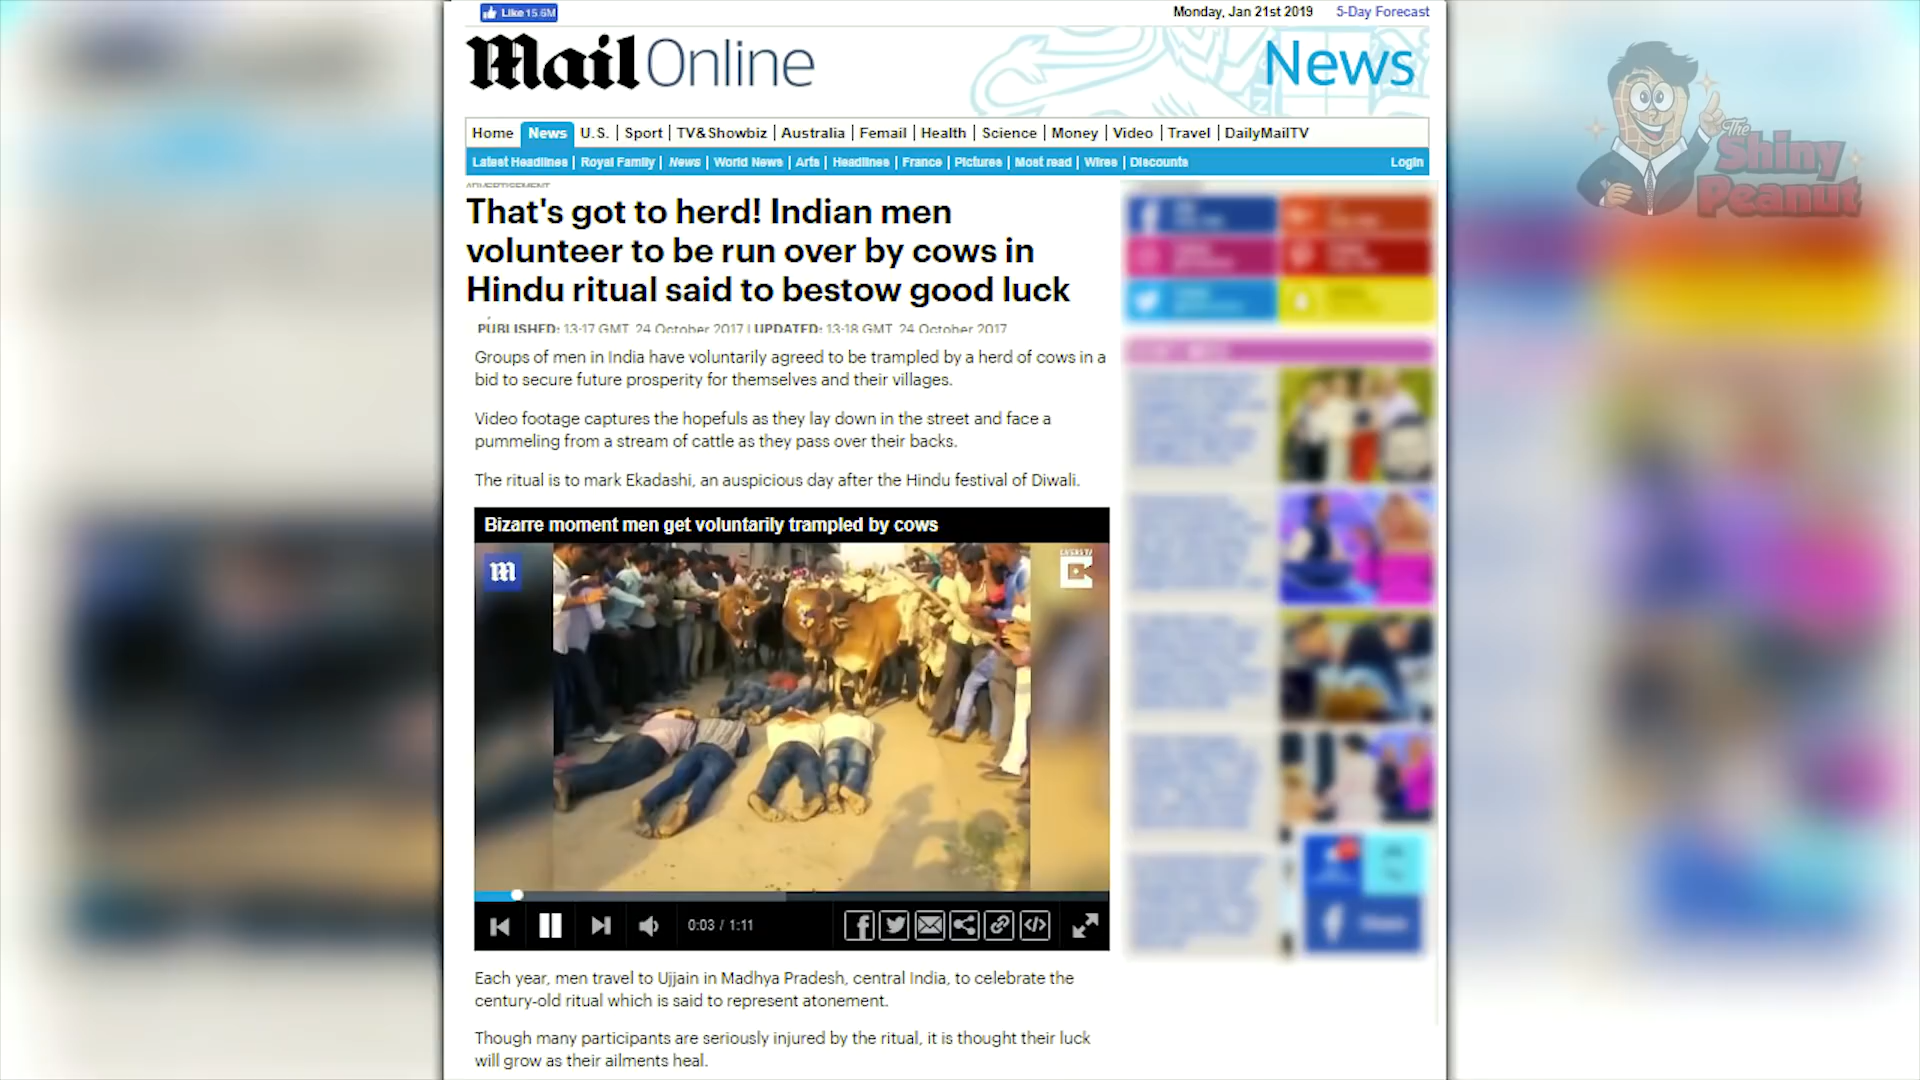 Like 15.6M
Monday, Jan 21st 2019 5-Day Forecast
Mail Online News
Home News U.S. Sport TV&Showbiz Australia Femail Health Science Money Video Travel DailyMailTV
Latest Headlines Royal Family News World News Arts Headlines France Pictures Most read Wires Discounts Login
ADVERTISEMENT
The Shiny Peanut
That's got to herd! Indian men
volunteer to be run over by cows in
Hindu ritual said to bestow good luck
PUBLISHED: 13:17 GMT, 24 October 2017 | UPDATED: 13:18 GMT, 24 October 2017
Groups of men in India have voluntarily agreed to be trampled by a herd of cows in a
bid to secure future prosperity for themselves and their villages.
Video footage captures the hopefuls as they lay down in the street and face a
pummeling from a stream of cattle as they pass over their backs.
The ritual is to mark Ekadashi, an auspicious day after the Hindu festival of Diwali.
Bizarre moment men get voluntarily trampled by cows
m
0:03 / 1:11
Each year, men travel to Ujjain in Madhya Pradesh, central India, to celebrate the
century-old ritual which is said to represent atonement.
Though many participants are seriously injured by the ritual, it is thought their luck
will grow as their ailments heal.